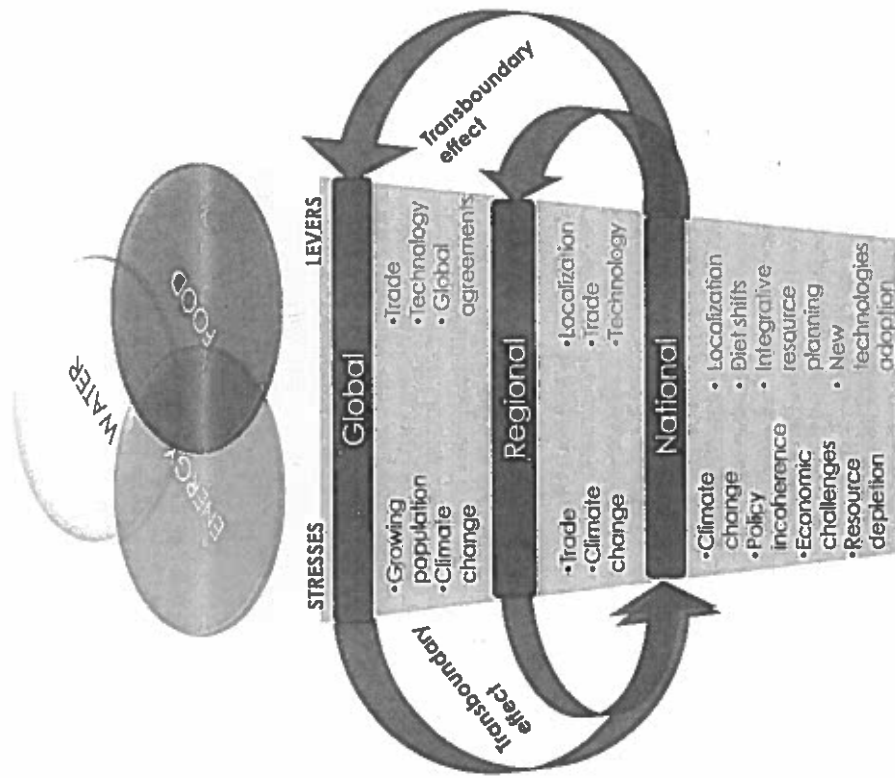 WATER
ENERGY
FOOD
STRESSES
LEVERS
Global
•Growing
population
•Climate
change
•Trade
•Technology
•Global
agreements
Regional
•Trade
•Climate
change
•Localization
•Trade
•Technology
National
•Climate
change
•Policy
incoherence
•Economic
challenges
•Resource
depletion
•Localization
•Diet shifts
•Integrative
resource
planning
•New
technologies
adoption
Transboundary
effect
Transboundary
effect